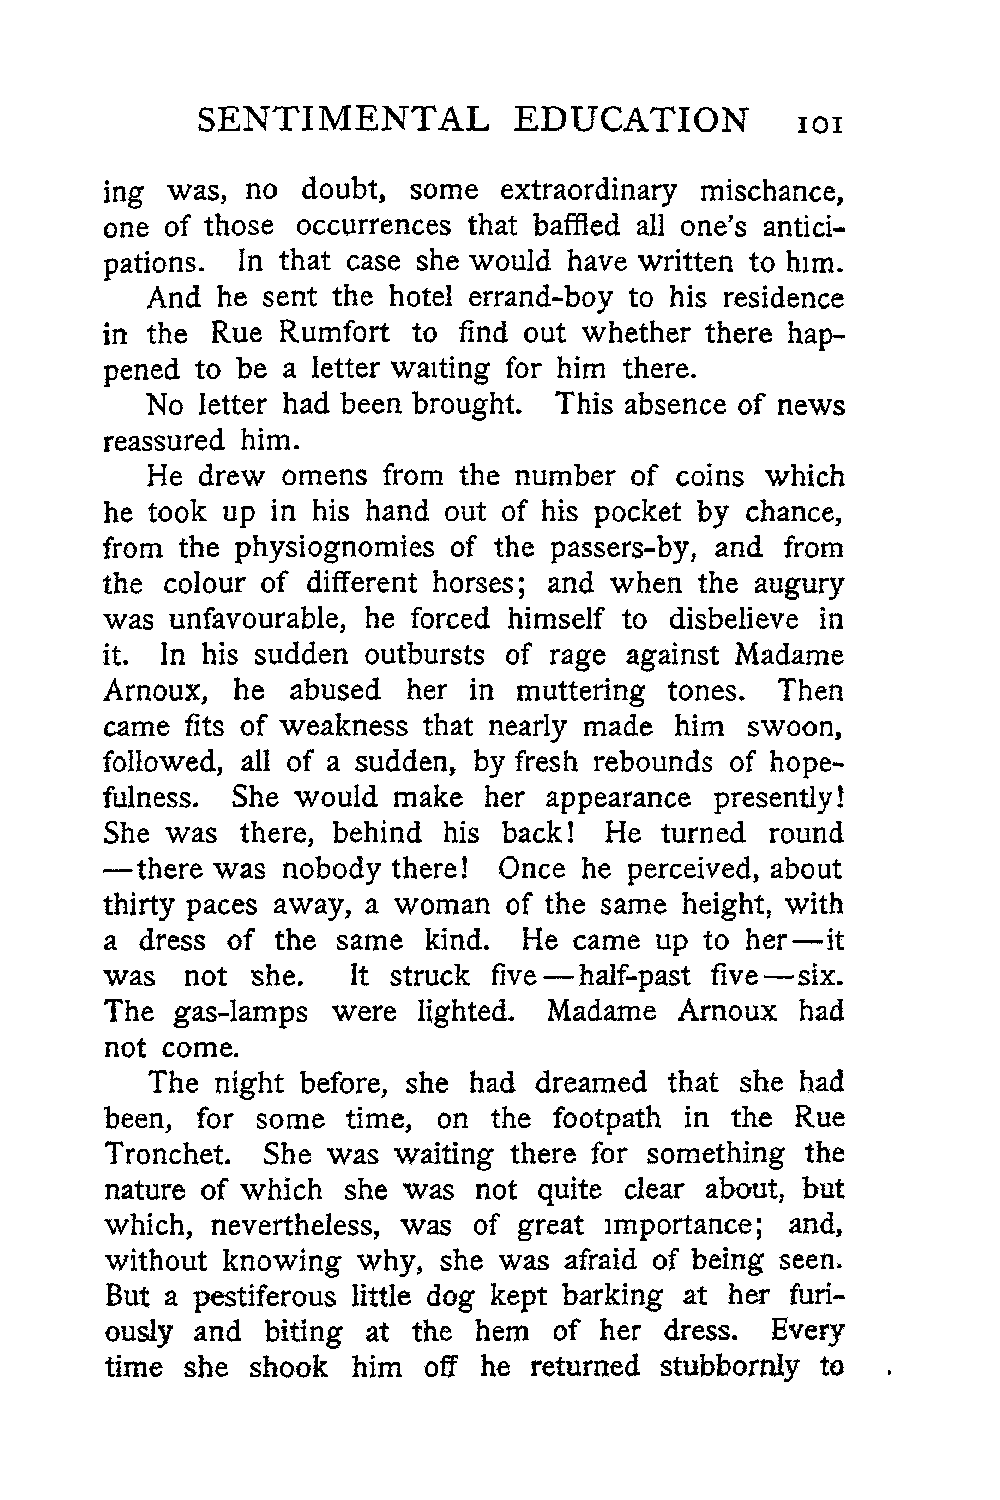 SENTIMENTAL EDUCATION 101
ing was, no doubt, some extraordinary mischance,
one of those occurrences that baffled all one's antici-
pations. In that case she would have written to him.
And he sent the hotel errand-boy to his residence
in the Rue Rumfort to find out whether there hap-
pened to be a letter waiting for him there.
No letter had been brought. This absence of news
reassured him.
He drew omens from the number of coins which
he took up in his hand out of his pocket by chance,
from the physiognomies of the passers-by, and from
the colour of different horses; and when the augury
was unfavourable, he forced himself to disbelieve in
it. In his sudden outbursts of rage against Madame
Arnoux, he abused her in muttering tones. Then
came fits of weakness that nearly made him swoon,
followed, all of a sudden, by fresh rebounds of hope-
fulness. She would make her appearance presently!
She was there, behind his back! He turned round
—there was nobody there! Once he perceived, about
thirty paces away, a woman of the same height, with
a dress of the same kind. He came up to her—it
was not she. It struck five—half-past five—six.
The gas-lamps were lighted. Madame Arnoux had
not come.
The night before, she had dreamed that she had
been, for some time, on the footpath in the Rue
Tronchet. She was waiting there for something the
nature of which she was not quite clear about, but
which, nevertheless, was of great importance; and,
without knowing why, she was afraid of being seen.
But a pestiferous little dog kept barking at her furi-
ously and biting at the hem of her dress. Every
time she shook him off he returned stubbornly to